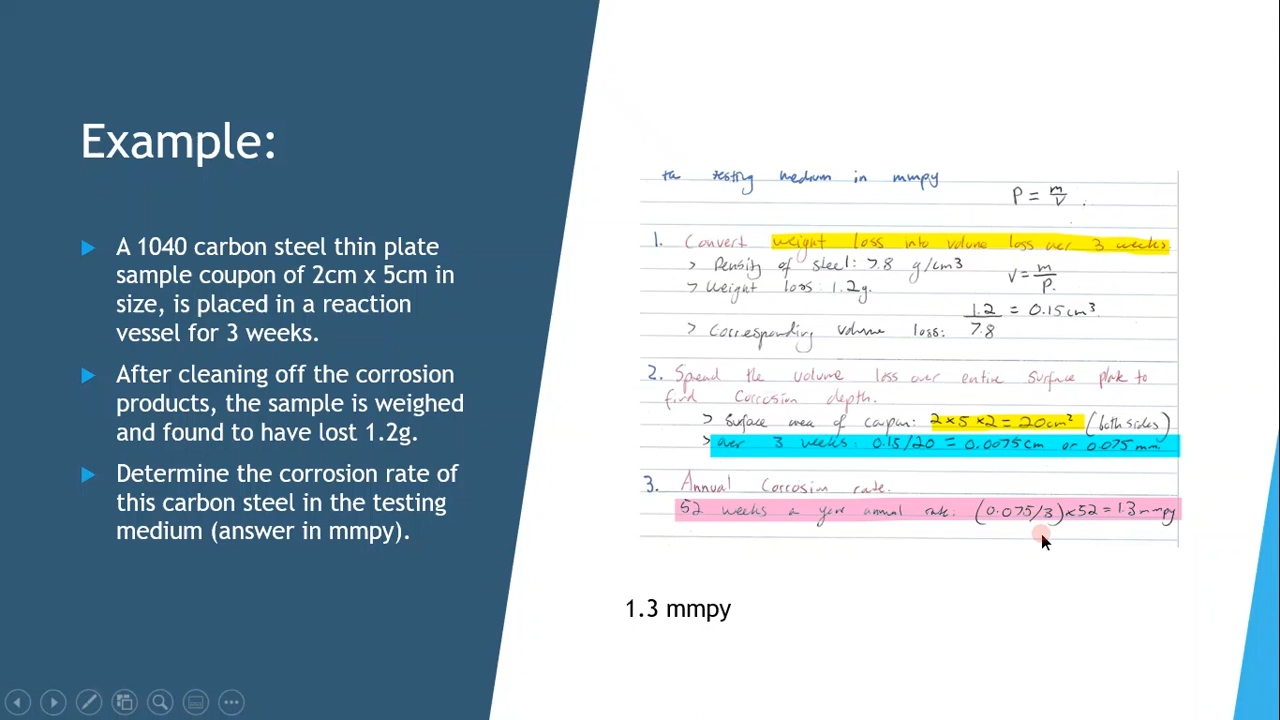 Example:
A 1040 carbon steel thin plate
sample coupon of 2cm x 5cm in
size, is placed in a reaction
vessel for 3 weeks.
After cleaning off the corrosion
products, the sample is weighed
and found to have lost 1.2g.
Determine the corrosion rate of
this carbon steel in the testing
medium (answer in mmpy).
the testing medium in mmpy
P = m/V
1. Convert weight loss into volume loss over 3 weeks
> Density of steel: 7.8 g/cm3
V = m/P.
> Weight loss: 1.2g.
> Corresponding volume loss: 1.2/7.8 = 0.15cm3
2. Spread the volume loss over entire surface plate to
find Corrosion depth.
> Surface area of coupon: 2×5×2 = 20cm2 (both sides)
> over 3 weeks: 0.15/20 = 0.0075cm or 0.075mm
3. Annual Corrosion rate.
52 weeks a year annual rate: (0.075/3)×52 = 1.3mmpy
1.3 mmpy